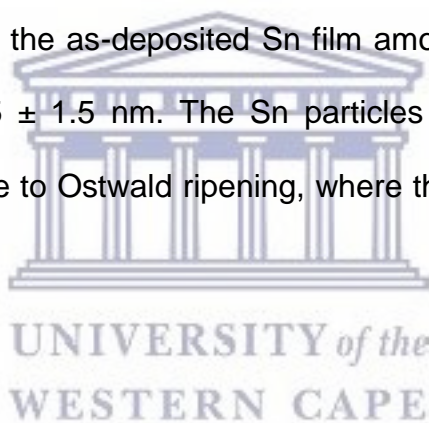 the as-deposited Sn film amo
± 1.5 nm. The Sn particles
e to Ostwald ripening, where th
UNIVERSITY of the
WESTERN CAPE